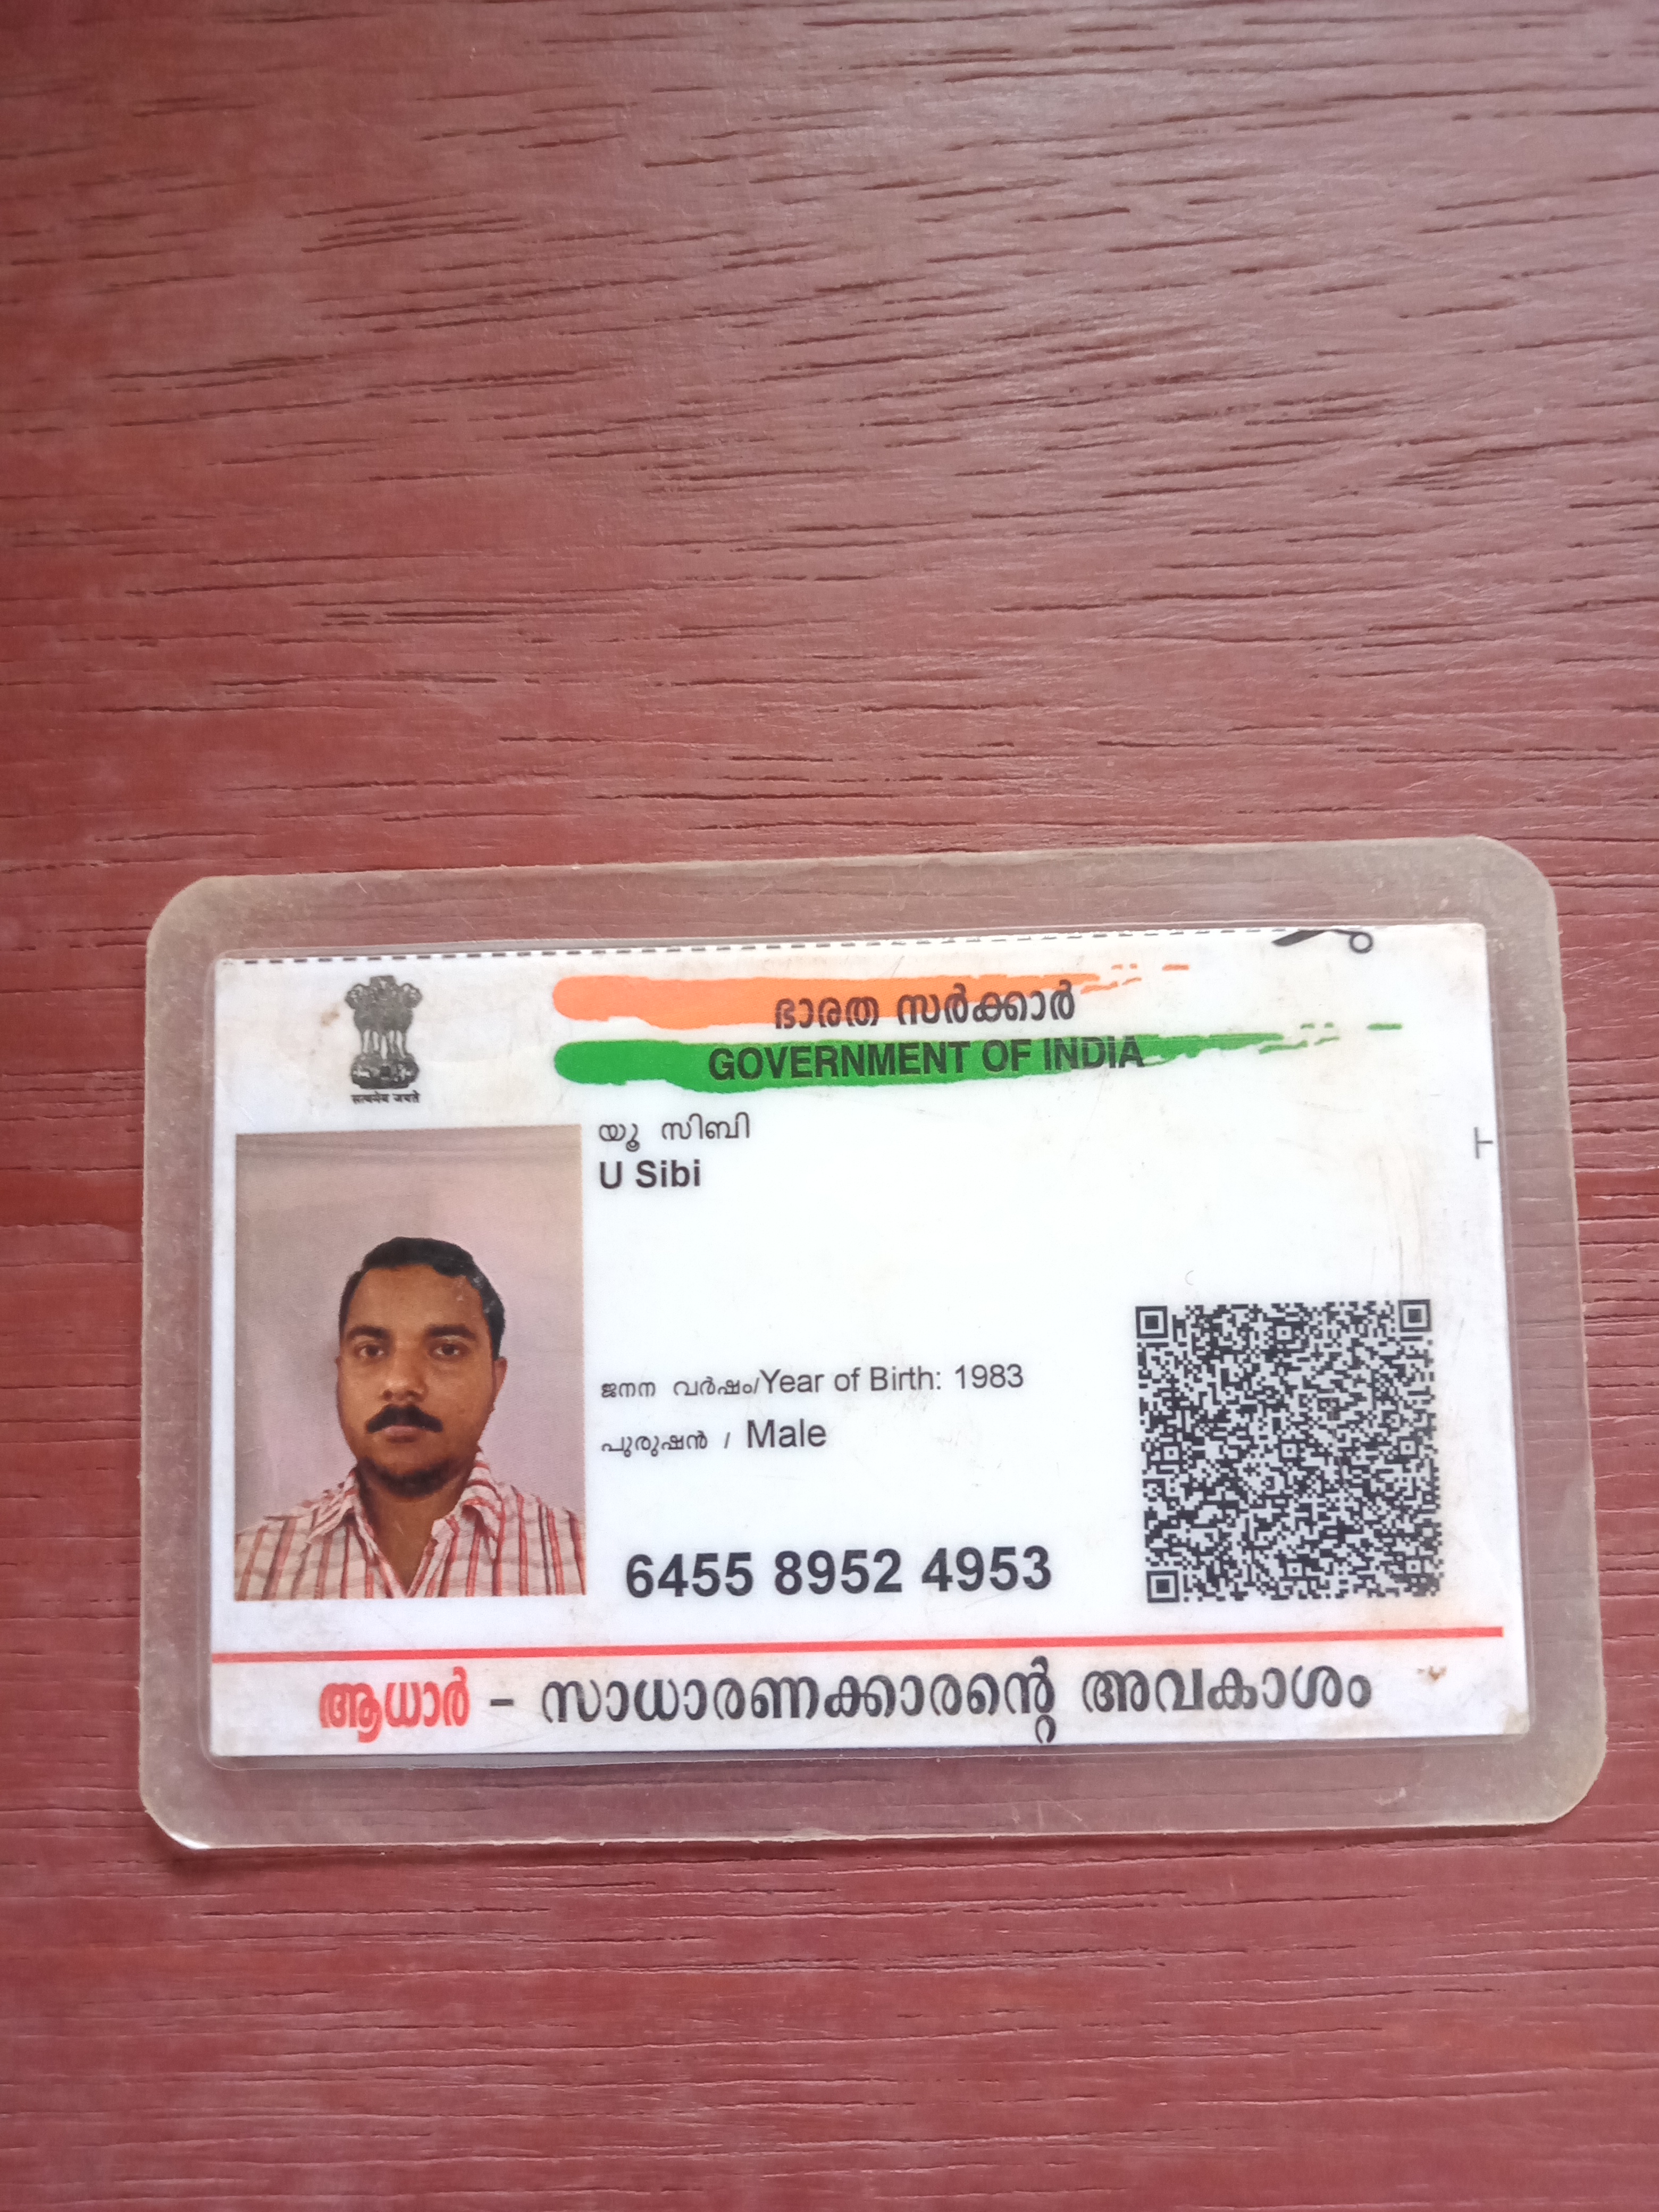 ഭാരത സർക്കാർ
GOVERNMENT OF INDIA
सत्यमेव जयते
യൂ സിബി
U Sibi
ജനന വർഷം/Year of Birth: 1983
പുരുഷൻ / Male
6455 8952 4953
ആധാർ - സാധാരണക്കാരന്റെ അവകാശം